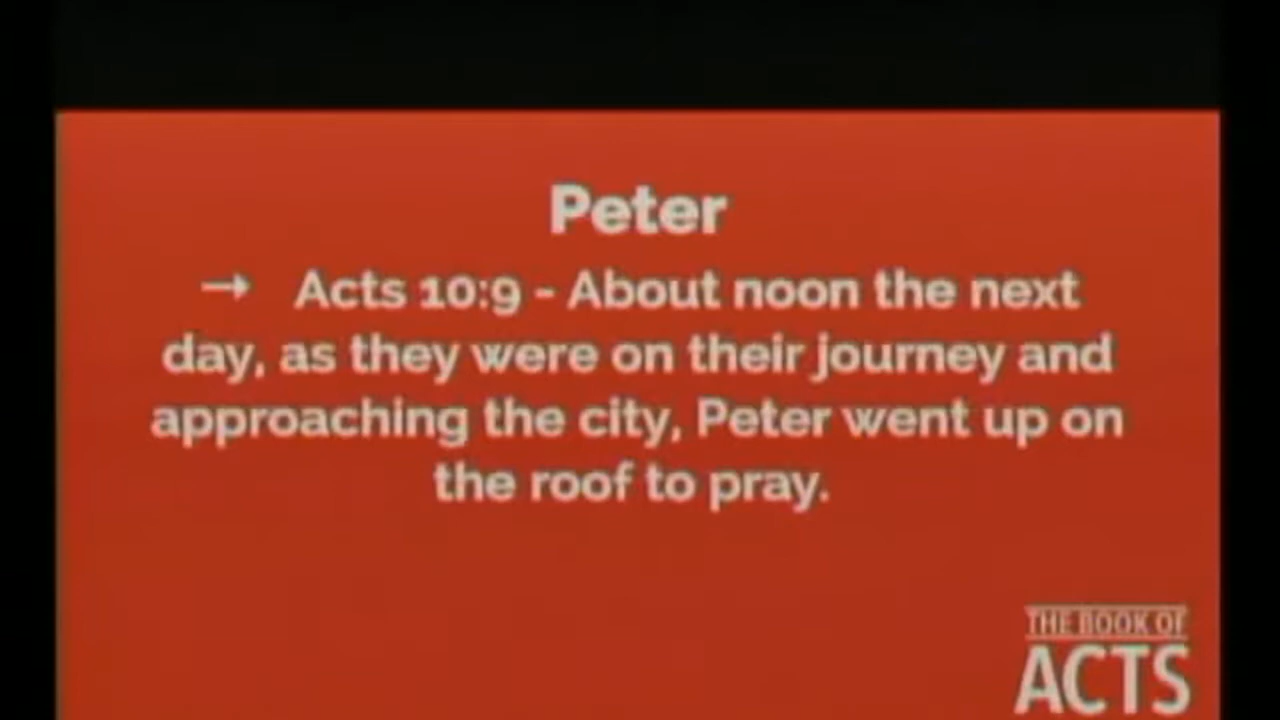 Peter
→ Acts 10:9 - About noon the next
day, as they were on their journey and
approaching the city, Peter went up on
the roof to pray.
THE BOOK OF
ACTS